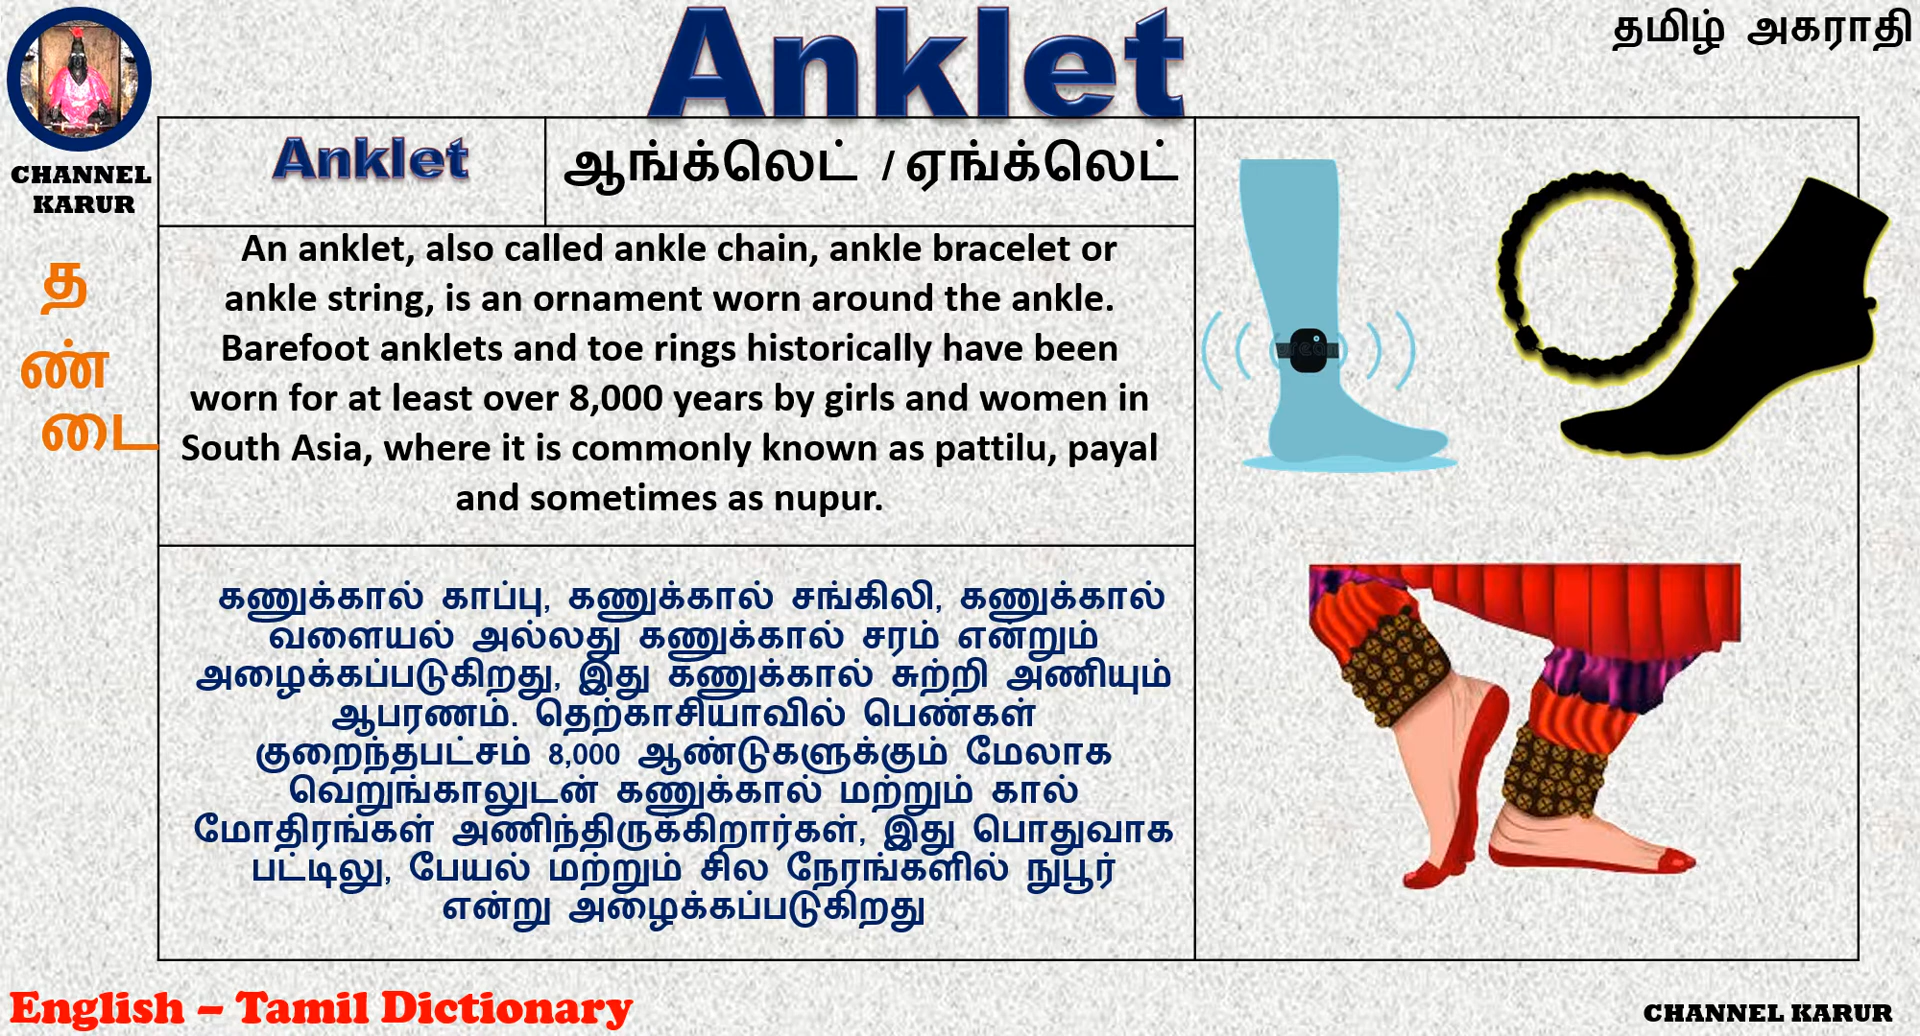 Anklet
தமிழ் அகராதி
CHANNEL
KARUR
த
ண்
டை
Anklet
ஆங்க்லெட் / ஏங்க்லெட்
An anklet, also called ankle chain, ankle bracelet or
ankle string, is an ornament worn around the ankle.
Barefoot anklets and toe rings historically have been
worn for at least over 8,000 years by girls and women in
South Asia, where it is commonly known as pattilu, payal
and sometimes as nupur.
கணுக்கால் காப்பு, கணுக்கால் சங்கிலி, கணுக்கால்
வளையல் அல்லது கணுக்கால் சரம் என்றும்
அழைக்கப்படுகிறது, இது கணுக்கால் சுற்றி அணியும்
ஆபரணம். தெற்காசியாவில் பெண்கள்
குறைந்தபட்சம் 8,000 ஆண்டுகளுக்கும் மேலாக
வெறுங்காலுடன் கணுக்கால் மற்றும் கால்
மோதிரங்கள் அணிந்திருக்கிறார்கள், இது பொதுவாக
பட்டிலு, பேயல் மற்றும் சில நேரங்களில் நுபூர்
என்று அழைக்கப்படுகிறது
English – Tamil Dictionary
CHANNEL KARUR